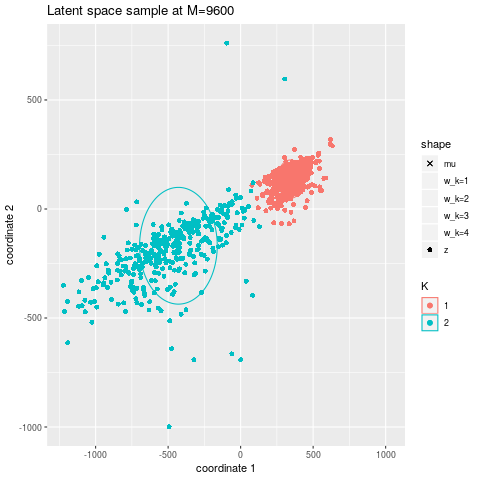 Latent space sample at M=9600
500
0
-500
-1000
-1000
-500
0
500
1000
coordinate 1
coordinate 2
shape
mu
w_k=1
w_k=2
w_k=3
w_k=4
z
K
1
2